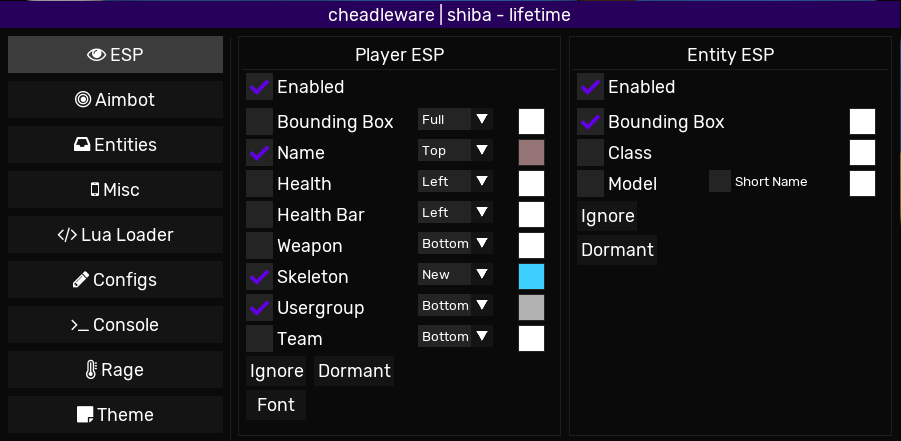 cheadleware | shiba - lifetime
ESP
Aimbot
Entities
Misc
Lua Loader
Configs
Console
Rage
Theme
Player ESP
Enabled
Bounding Box Full
Name Top
Health Left
Health Bar Left
Weapon Bottom
Skeleton New
Usergroup Bottom
Team Bottom
Ignore Dormant
Font
Entity ESP
Enabled
Bounding Box
Class
Model Short Name
Ignore
Dormant